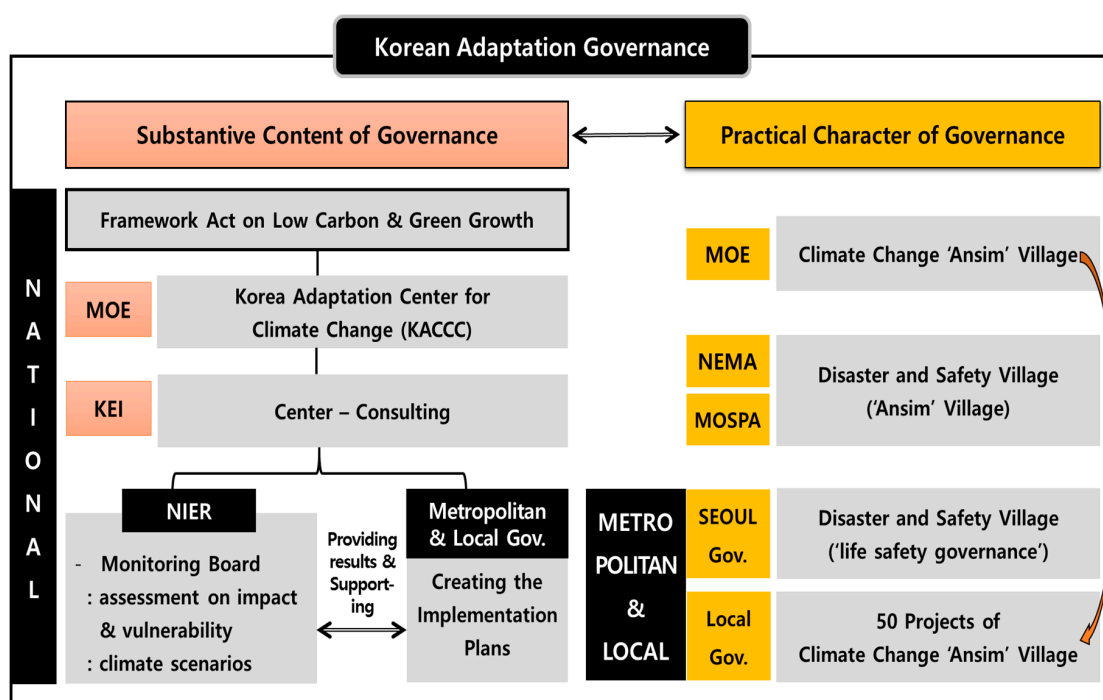 Korean Adaptation Governance
Substantive Content of Governance
Practical Character of Governance
NATIONAL
Framework Act on Low Carbon & Green Growth
MOE
Korea Adaptation Center for
Climate Change (KACCC)
KEI
Center – Consulting
NIER
- Monitoring Board
: assessment on impact
& vulnerability
: climate scenarios
Providing
results &
Support-
ing
Metropolitan
& Local Gov.
Creating the
Implementation
Plans
MOE
Climate Change ‘Ansim’ Village
NEMA
MOSPA
Disaster and Safety Village
(‘Ansim’ Village)
METRO
POLITAN
&
LOCAL
SEOUL
Gov.
Disaster and Safety Village
(‘life safety governance’)
Local
Gov.
50 Projects of
Climate Change ‘Ansim’ Village